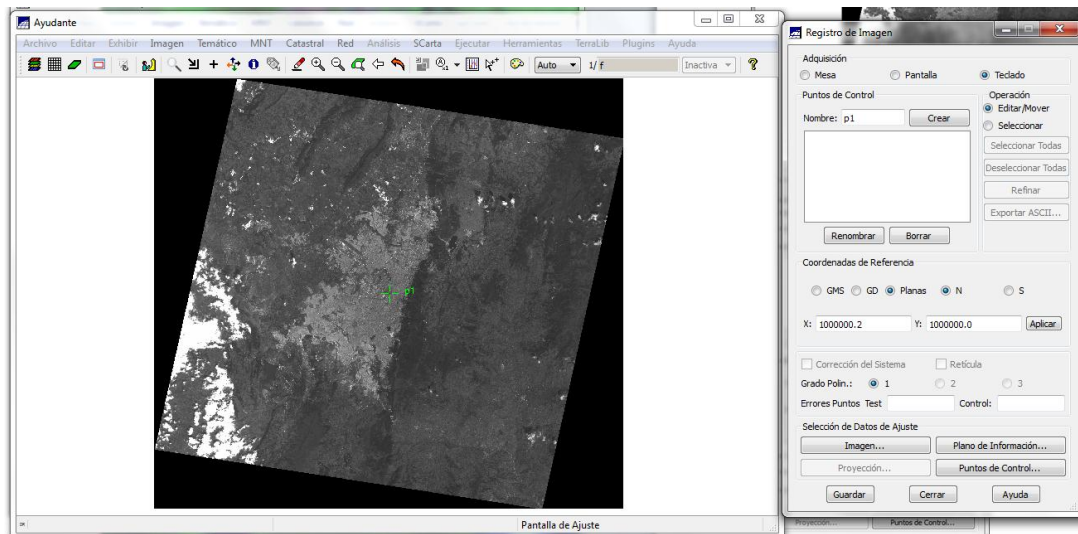 Ayudante
Archivo Editar Exhibir Imagen Temático MNT Catastral Red Análisis SCarta Ejecutar Herramientas TerraLib Plugins Ayuda
Auto 1/ f Inactiva
p1
Pantalla de Ajuste
Registro de Imagen
Adquisición
Mesa Pantalla Teclado
Puntos de Control
Nombre: p1 Crear
Renombrar Borrar
Operación
Editar/Mover
Seleccionar
Seleccionar Todas
Deseleccionar Todas
Refinar
Exportar ASCII...
Coordenadas de Referencia
GMS GD Planas N S
X: 1000000.2 Y: 1000000.0 Aplicar
Corrección del Sistema Retícula
Grado Polin.: 1 2 3
Errores Puntos Test Control:
Selección de Datos de Ajuste
Imagen... Plano de Información...
Proyección... Puntos de Control...
Guardar Cerrar Ayuda
Proyección... Puntos de Control...